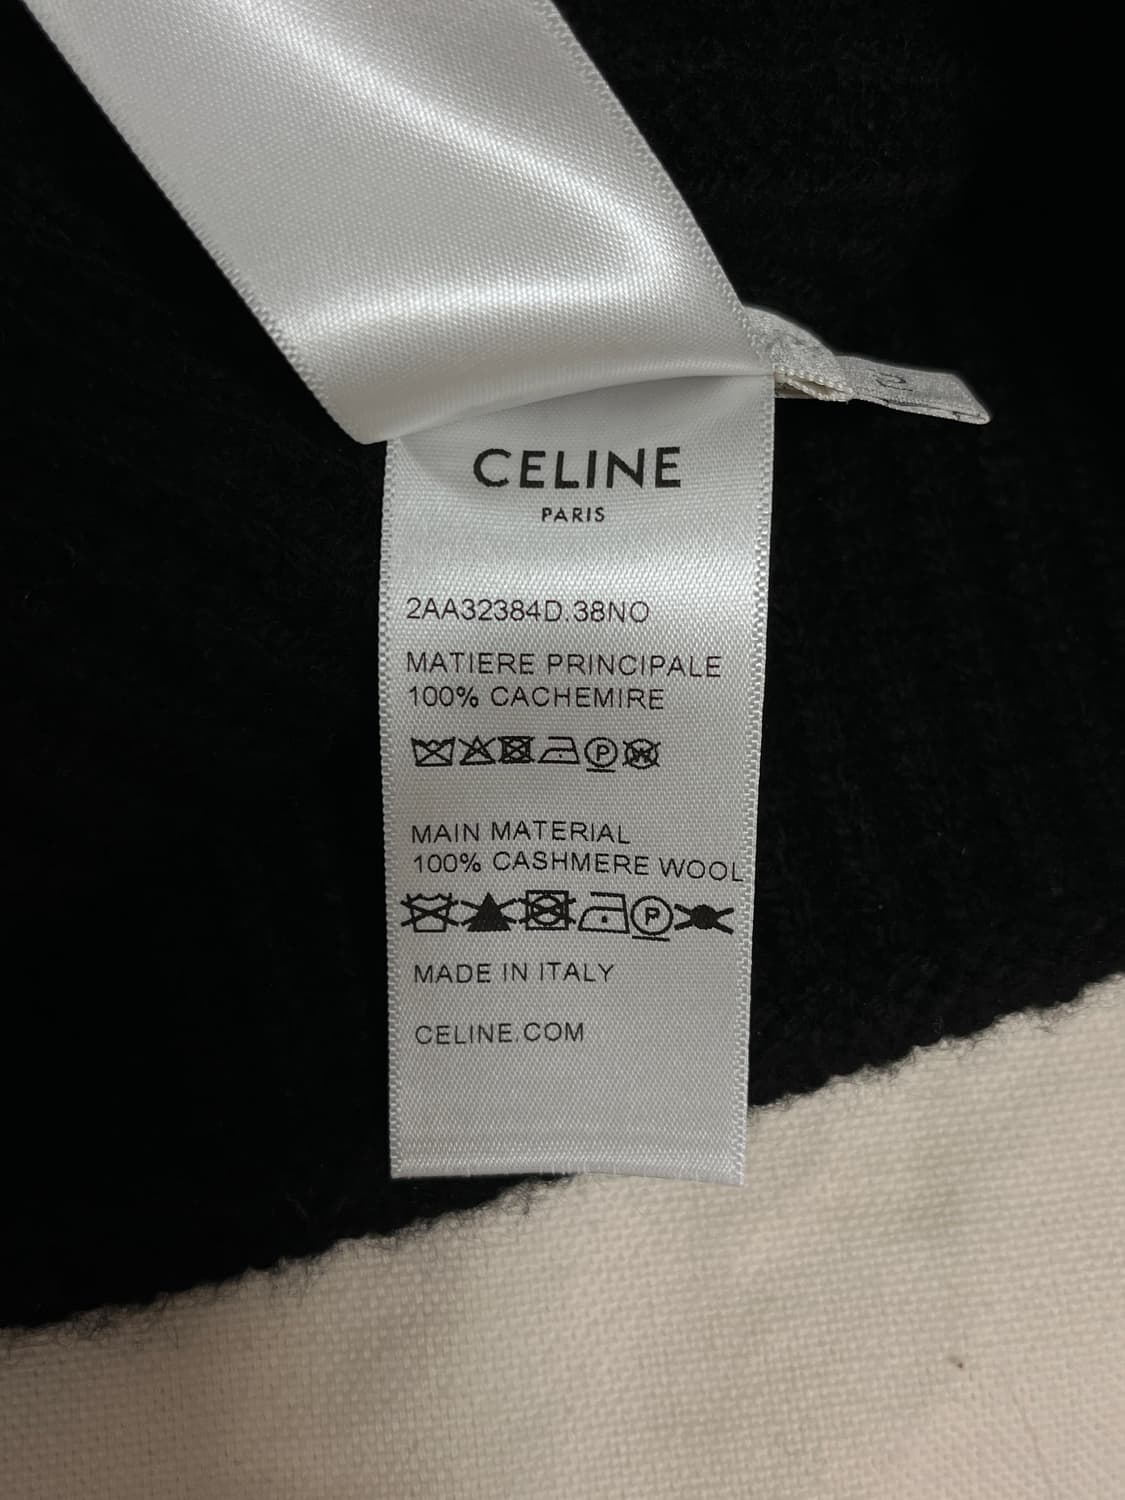 CELINE
PARIS
2AA32384D.38NO
MATIERE PRINCIPALE
100% CACHEMIRE
P W
MAIN MATERIAL
100% CASHMERE WOOL
P
MADE IN ITALY
CELINE.COM